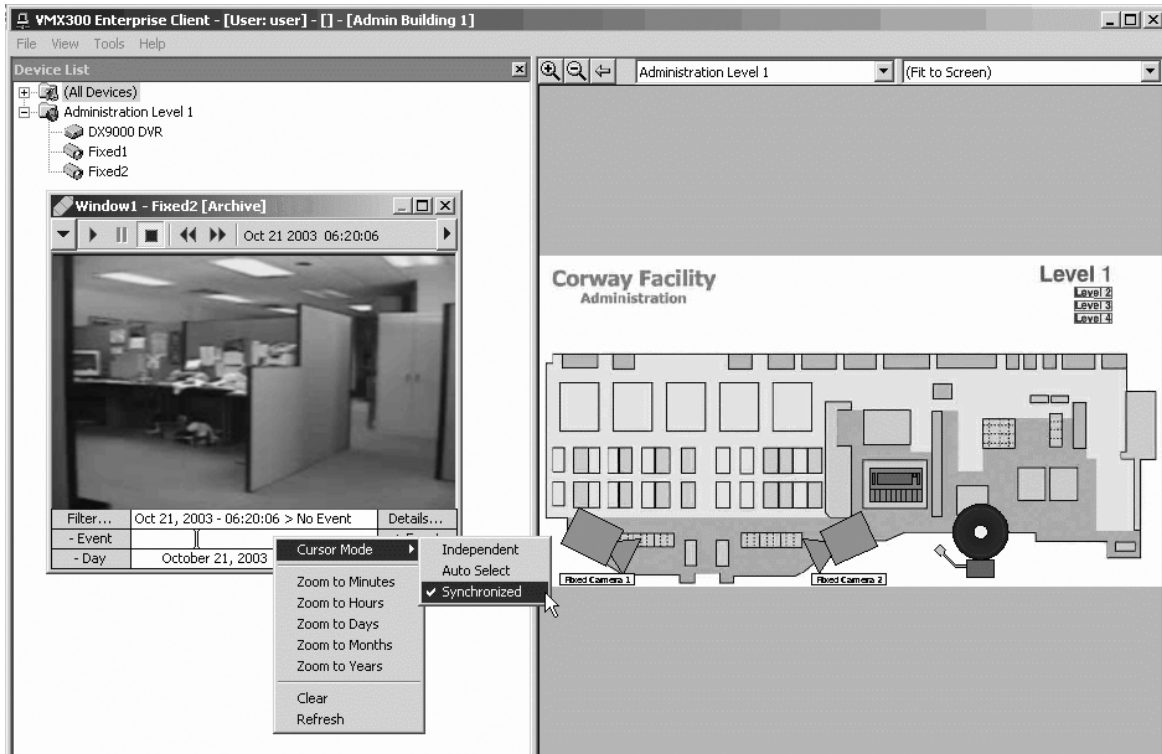 VMX300 Enterprise Client - [User: user] - [] - [Admin Building 1]
File View Tools Help
Device List
(All Devices)
Administration Level 1
DX9000 DVR
Fixed1
Fixed2
Administration Level 1
(Fit to Screen)
Window1 - Fixed2 [Archive]
Oct 21 2003 06:20:06
Filter...
Oct 21, 2003 - 06:20:06 > No Event
Details...
- Event
- Day
October 21, 2003
Cursor Mode
Zoom to Minutes
Zoom to Hours
Zoom to Days
Zoom to Months
Zoom to Years
Clear
Refresh
Independent
Auto Select
Synchronized
Corway Facility
Administration
Level 1
Level 2
Level 3
Level 4
Fixed Camera 1
Fixed Camera 2